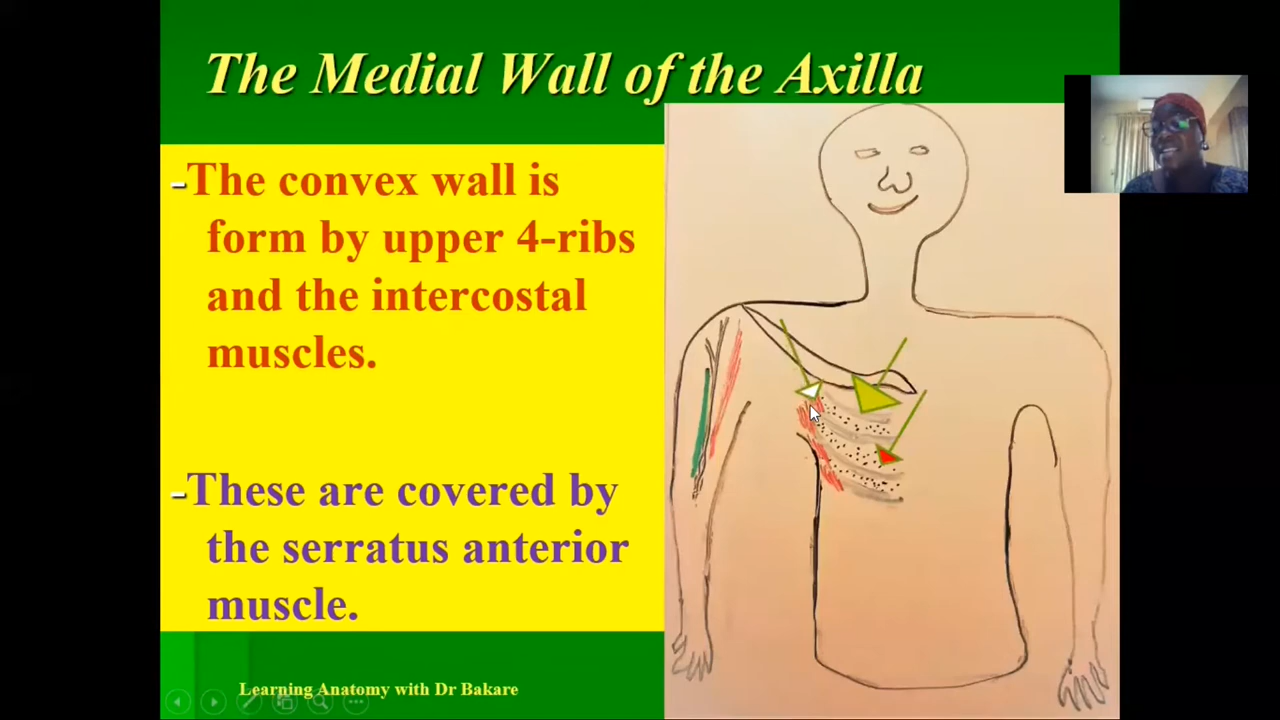 The Medial Wall of the Axilla
-The convex wall is
form by upper 4-ribs
and the intercostal
muscles.
-These are covered by
the serratus anterior
muscle.
Learning Anatomy with Dr Bakare